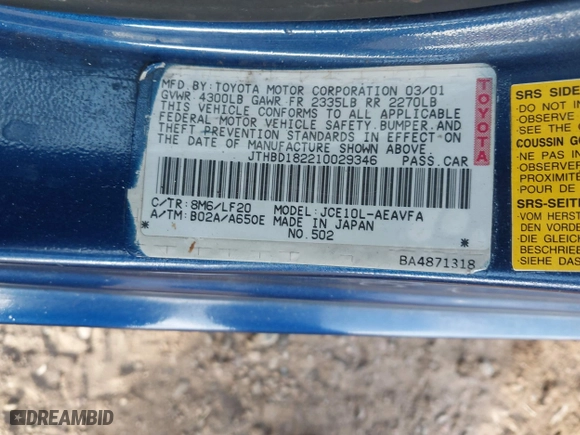 MFD BY: TOYOTA MOTOR CORPORATION 03/01
GVWR 4300LB GAWR FR 2335LB RR 2270LB
THIS VEHICLE CONFORMS TO ALL APPLICABLE
FEDERAL MOTOR VEHICLE SAFETY, BUMPER, AND
THEFT PREVENTION STANDARDS IN EFFECT ON
THE DATE OF MANUFACTURE SHOWN ABOVE.
* JTHBD182210029346 PASS.CAR
C/TR: 8M6/LF20 MODEL: JCE10L-AEAVFA
A/TM: B02A/A650E MADE IN JAPAN
* NO.502 *
BA4871318
TOYOTA
SRS SIDE
DO NOT IN
OBSERVE
SEE THE
COUSSIN GO
NE PAS IN
OBSERVE
POUR DE
SRS-SEITE
VOM HERST
DEN VORDE
DIE GLEICH
BESCHRIEB
SIEHE DAS
DREAMBID